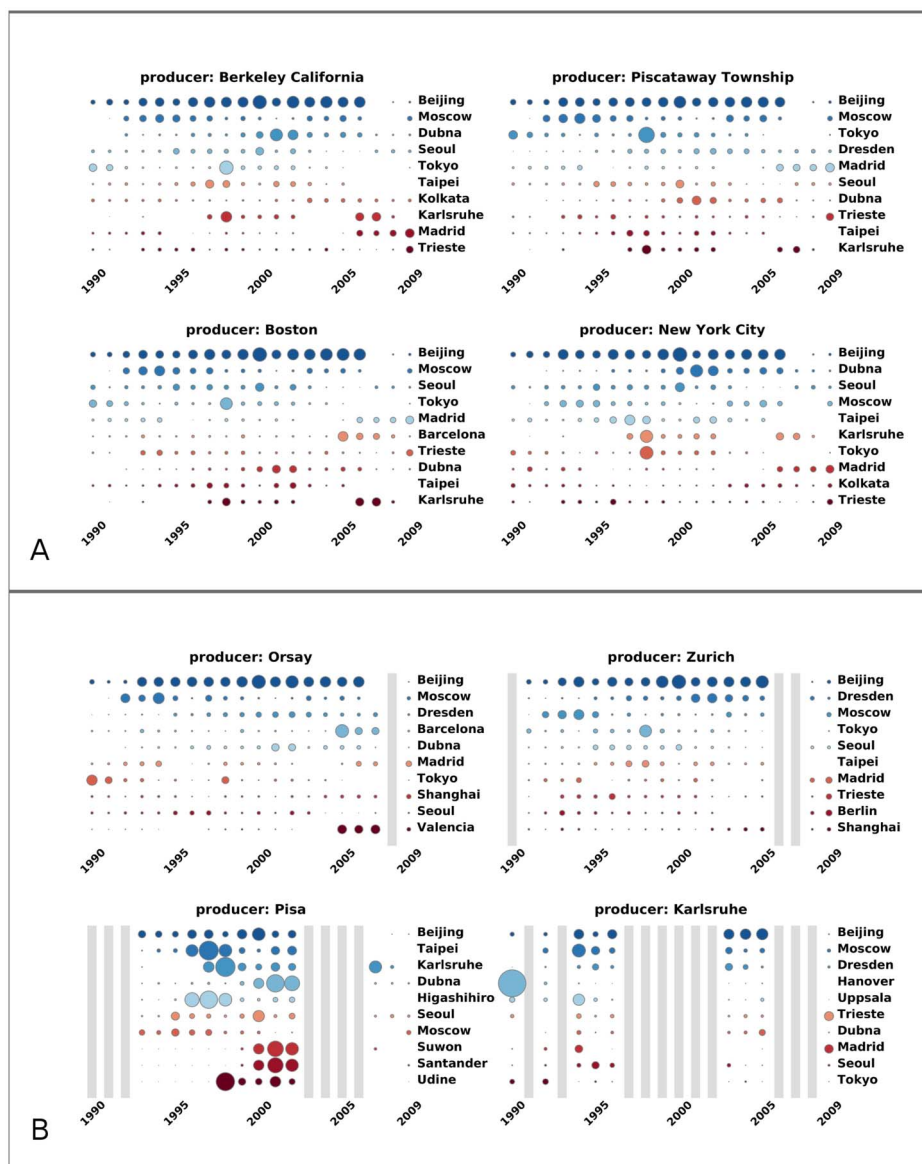 producer: Berkeley California
Beijing
Moscow
Dubna
Seoul
Tokyo
Taipei
Kolkata
Karlsruhe
Madrid
Trieste
1990 1995 2000 2005 2009
producer: Piscataway Township
Beijing
Moscow
Tokyo
Dresden
Madrid
Seoul
Dubna
Trieste
Taipei
Karlsruhe
1990 1995 2000 2005 2009
producer: Boston
Beijing
Moscow
Seoul
Tokyo
Madrid
Barcelona
Trieste
Dubna
Taipei
Karlsruhe
1990 1995 2000 2005 2009
producer: New York City
Beijing
Dubna
Seoul
Moscow
Taipei
Karlsruhe
Tokyo
Madrid
Kolkata
Trieste
1990 1995 2000 2005 2009
A
producer: Orsay
Beijing
Moscow
Dresden
Barcelona
Dubna
Madrid
Tokyo
Shanghai
Seoul
Valencia
1990 1995 2000 2005 2009
producer: Zurich
Beijing
Dresden
Moscow
Tokyo
Seoul
Taipei
Madrid
Trieste
Berlin
Shanghai
1990 1995 2000 2005 2009
producer: Pisa
Beijing
Taipei
Karlsruhe
Dubna
Higashihiro
Seoul
Moscow
Suwon
Santander
Udine
1990 1995 2000 2005 2009
producer: Karlsruhe
Beijing
Moscow
Dresden
Hanover
Uppsala
Trieste
Dubna
Madrid
Seoul
Tokyo
1990 1995 2000 2005 2009
B